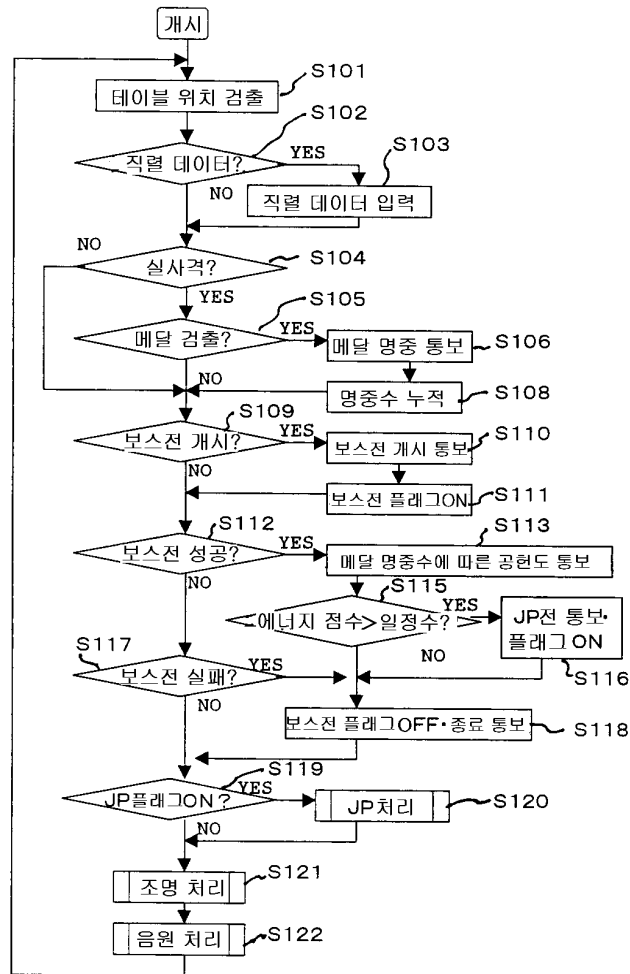 개시
S101
테이블 위치 검출
S102
직렬 데이터?
YES
S103
NO
직렬 데이터 입력
NO
실사격?
S104
YES
S105
메달 검출?
YES
메달 명중 통보
S106
NO
명중수 누적
S108
S109
보스전 개시?
YES
보스전 개시 통보
S110
NO
보스전 플래그ON
S111
S112
보스전 성공?
YES
S113
메달 명중수에 따른 공헌도 통보
NO
S115
에너지 점수>일정수?
YES
JP전 통보·
플래그ON
S117
NO
S116
보스전 실패?
YES
NO
보스전 플래그OFF·종료 통보
S118
S119
JP플래그ON?
YES
JP처리
S120
NO
조명 처리
S121
음원 처리
S122